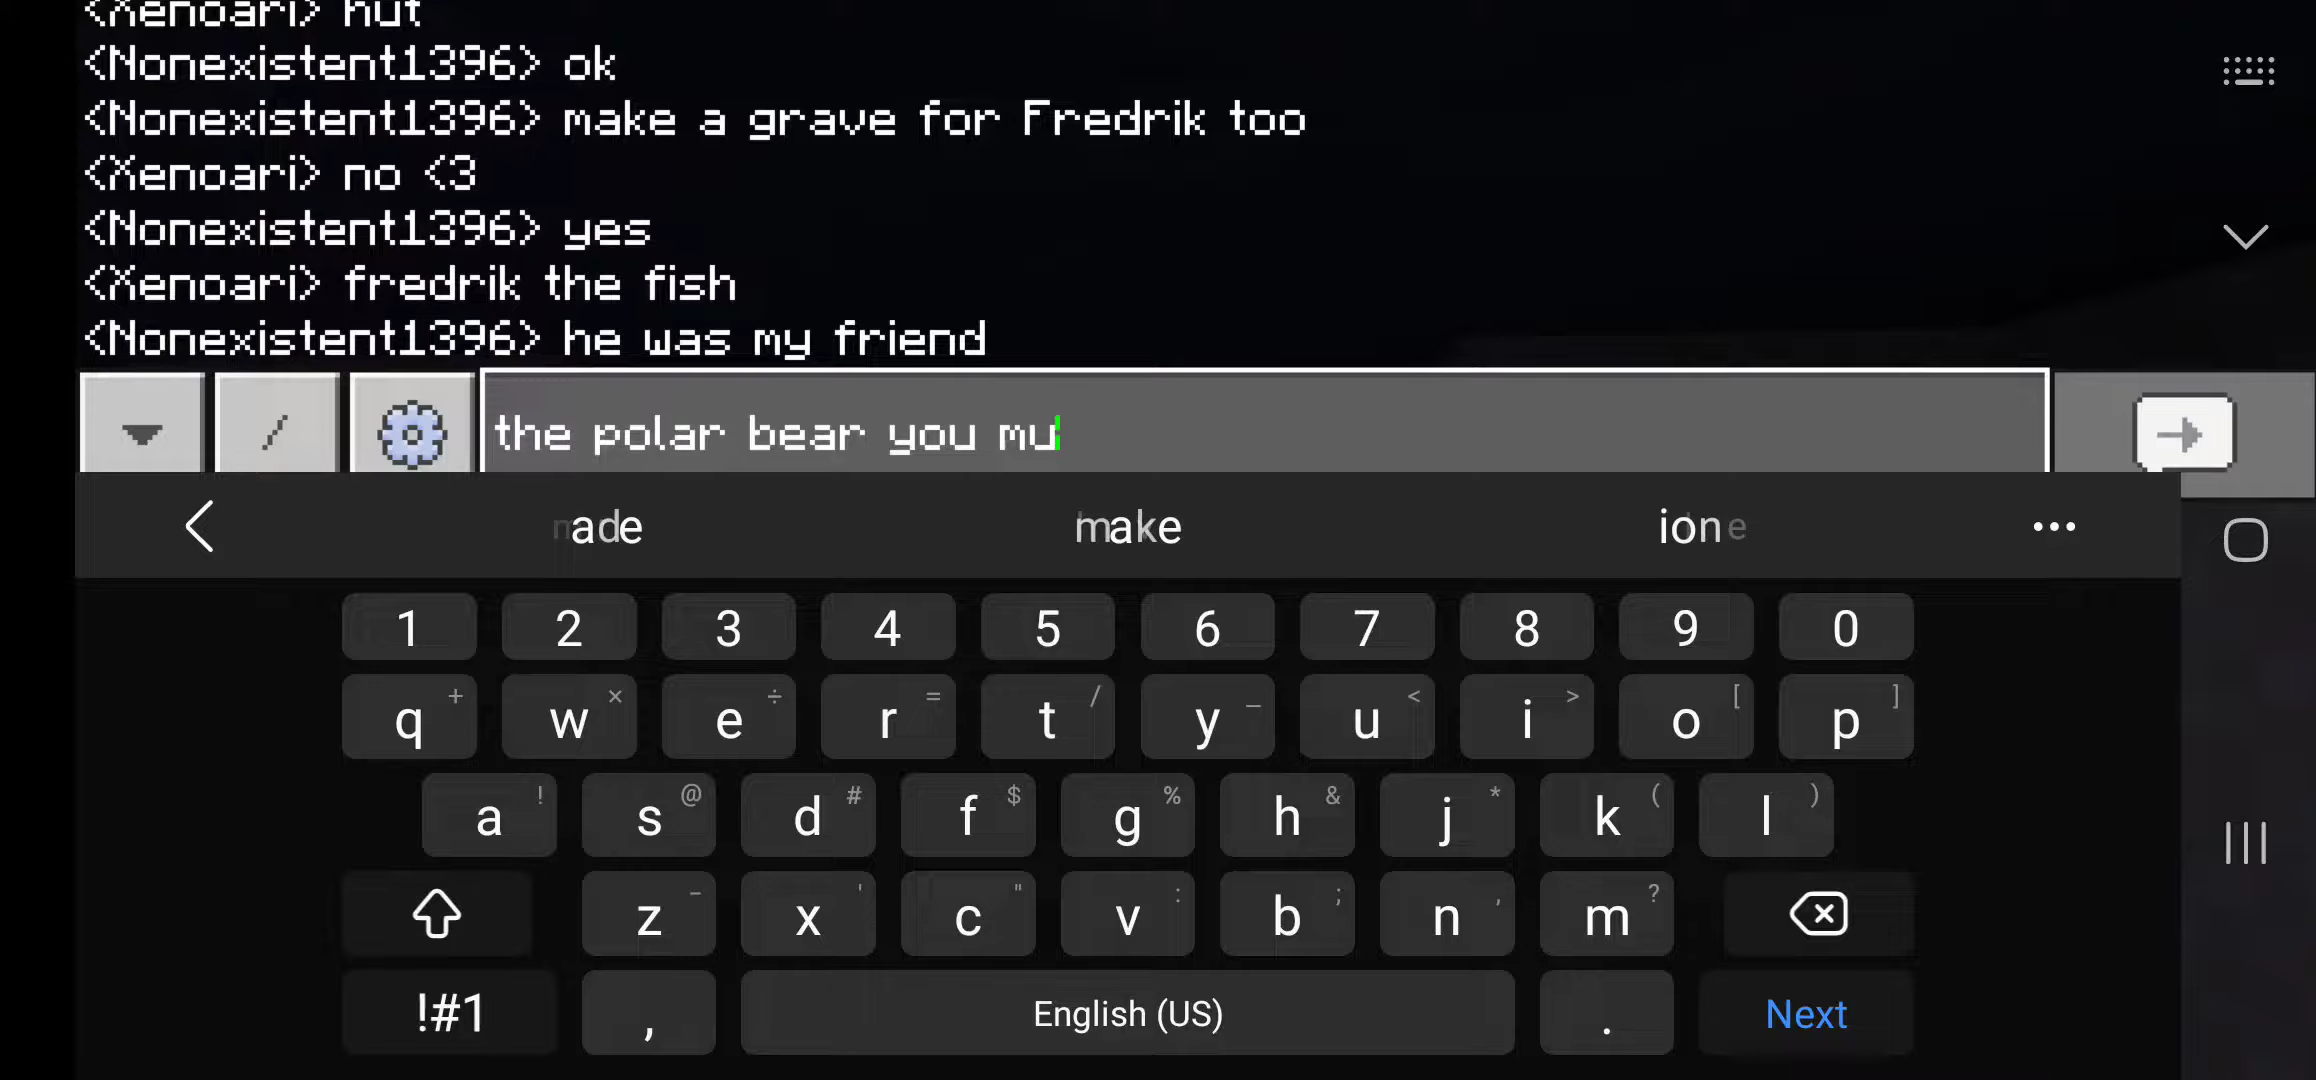 <Xenoari> hut
<Nonexistent1396> ok
<Nonexistent1396> make a grave for Fredrik too
<Xenoari> no <3
<Nonexistent1396> yes
<Xenoari> fredrik the fish
<Nonexistent1396> he was my friend
/ the polar bear you mu
make
1 2 3 4 5 6 7 8 9 0
q + w × e ÷ r = t / y _ u < i > o [ p ]
a ! s @ d # f $ g % h & j * k ( l )
z - x ' c " v : b ; n , m ?
!#1 , English (US) . Next